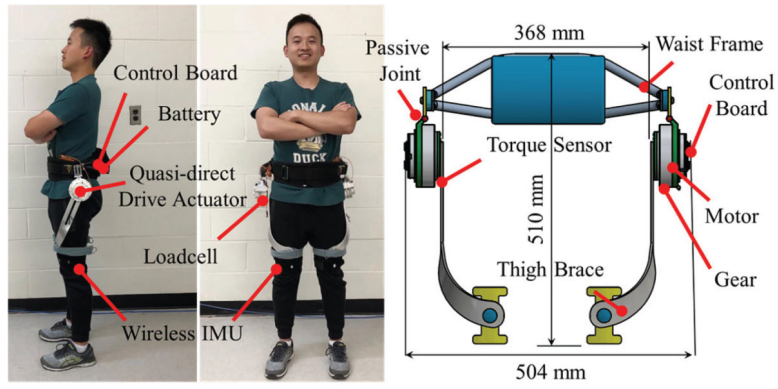 Control Board
Battery
Quasi-direct
Drive Actuator
Loadcell
Wireless IMU
ONAL
DUCK
368 mm
Passive
Joint
Waist Frame
Control
Board
Torque Sensor
510 mm
Motor
Gear
Thigh Brace
504 mm